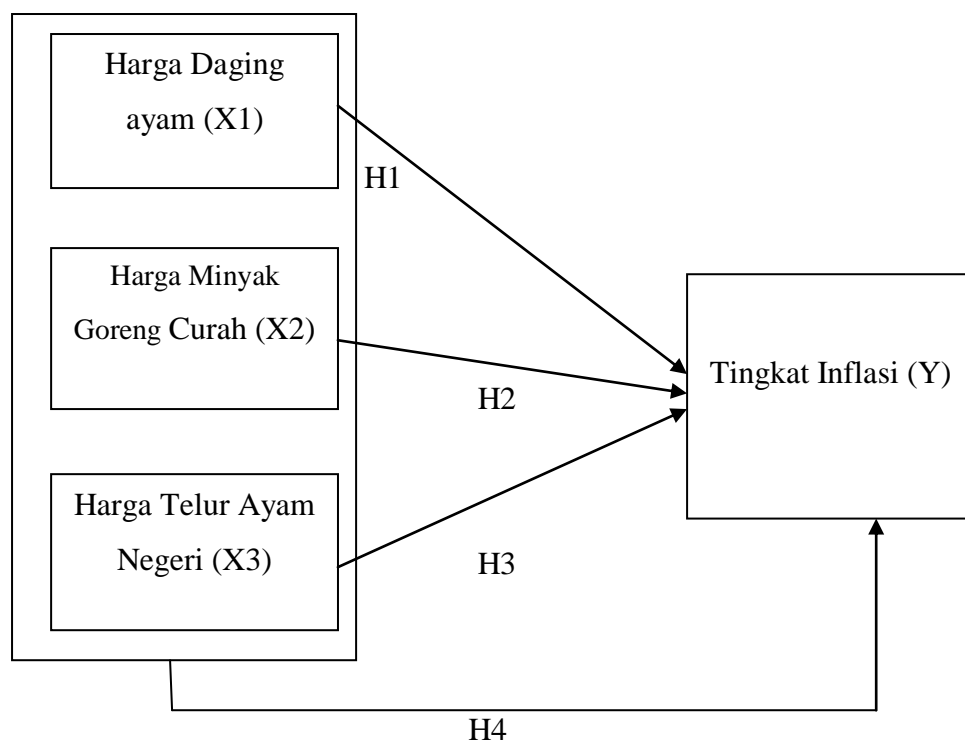 Harga Daging
ayam (X1)
H1
Harga Minyak
Goreng Curah (X2)
H2
Tingkat Inflasi (Y)
Harga Telur Ayam
Negeri (X3)
H3
H4